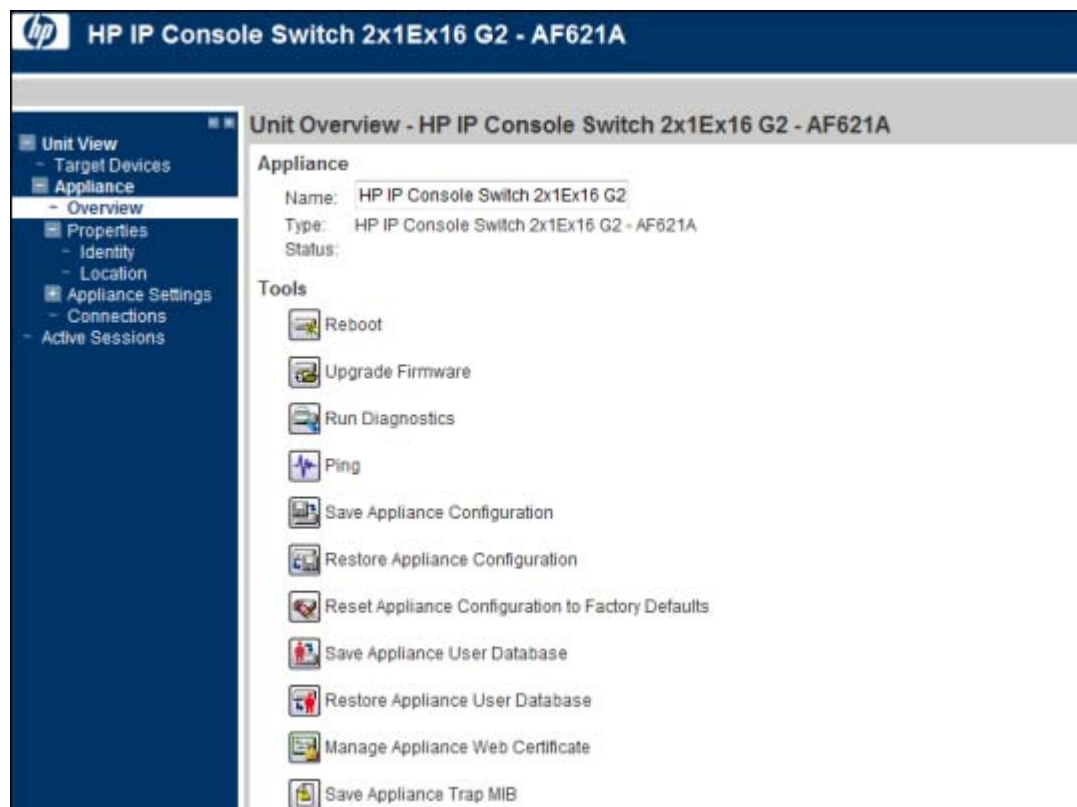 hp HP IP Console Switch 2x1Ex16 G2 - AF621A
Unit View
Target Devices
Appliance
Overview
Properties
Identity
Location
Appliance Settings
Connections
Active Sessions
Unit Overview - HP IP Console Switch 2x1Ex16 G2 - AF621A
Appliance
Name: HP IP Console Switch 2x1Ex16 G2
Type: HP IP Console Switch 2x1Ex16 G2 - AF621A
Status:
Tools
Reboot
Upgrade Firmware
Run Diagnostics
Ping
Save Appliance Configuration
Restore Appliance Configuration
Reset Appliance Configuration to Factory Defaults
Save Appliance User Database
Restore Appliance User Database
Manage Appliance Web Certificate
Save Appliance Trap MIB